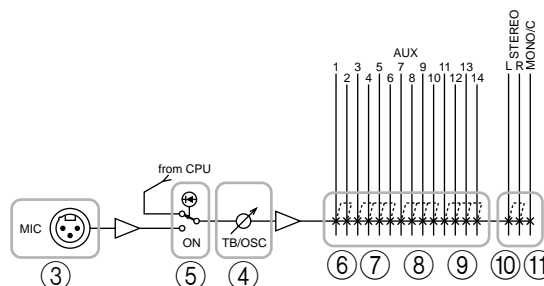 AUX
1 3 5 7 9 11 13
2 4 6 8 10 12 14
STEREO
L R
MONO/C
from CPU
MIC
ON
TB/OSC
③ ⑤ ④ ⑥ ⑦ ⑧ ⑨ ⑩ ⑪